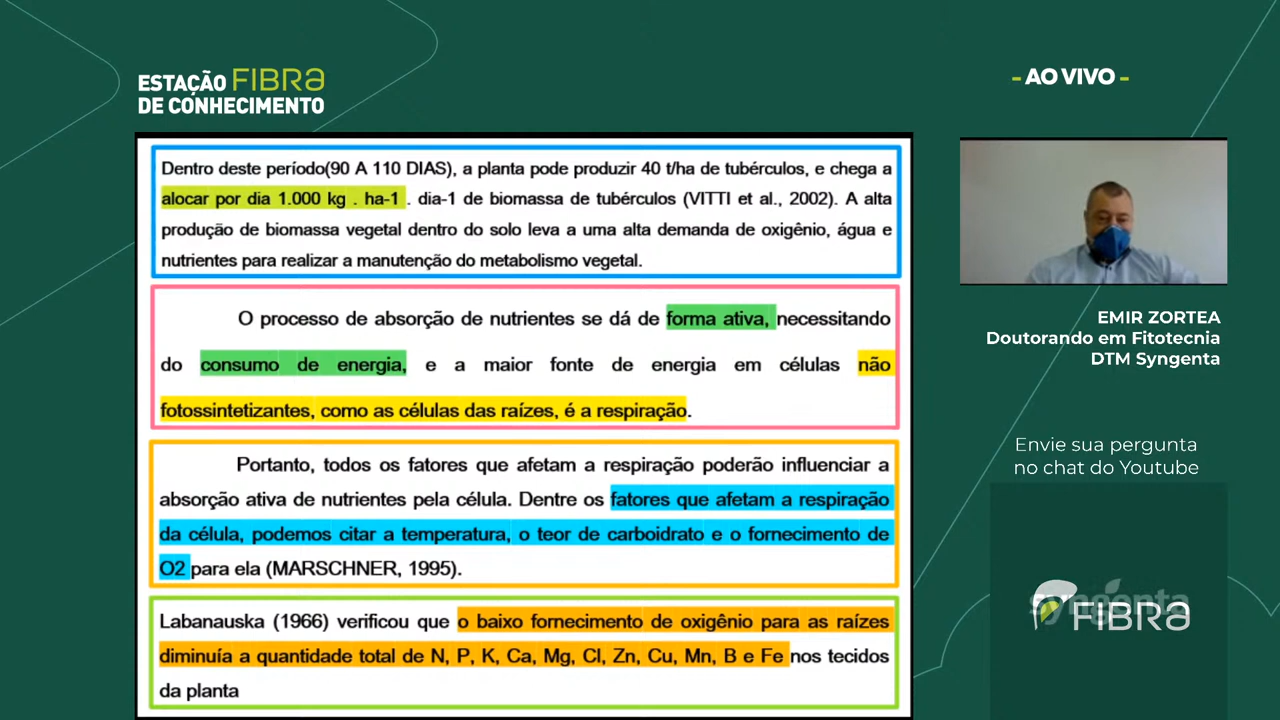 ESTAÇÃO FIBRA
DE CONHECIMENTO
- AO VIVO -
Dentro deste período(90 A 110 DIAS), a planta pode produzir 40 t/ha de tubérculos, e chega a
alocar por dia 1.000 kg . ha-1 . dia-1 de biomassa de tubérculos (VITTI et al., 2002). A alta
produção de biomassa vegetal dentro do solo leva a uma alta demanda de oxigênio, água e
nutrientes para realizar a manutenção do metabolismo vegetal.
O processo de absorção de nutrientes se dá de forma ativa, necessitando
do consumo de energia, e a maior fonte de energia em células não
fotossintetizantes, como as células das raízes, é a respiração.
Portanto, todos os fatores que afetam a respiração poderão influenciar a
absorção ativa de nutrientes pela célula. Dentre os fatores que afetam a respiração
da célula, podemos citar a temperatura, o teor de carboidrato e o fornecimento de
O2 para ela (MARSCHNER, 1995).
Labanauska (1966) verificou que o baixo fornecimento de oxigênio para as raízes
diminuía a quantidade total de N, P, K, Ca, Mg, Cl, Zn, Cu, Mn, B e Fe nos tecidos
da planta
EMIR ZORTEA
Doutorando em Fitotecnia
DTM Syngenta
Envie sua pergunta
no chat do Youtube
syngenta
FIBRA